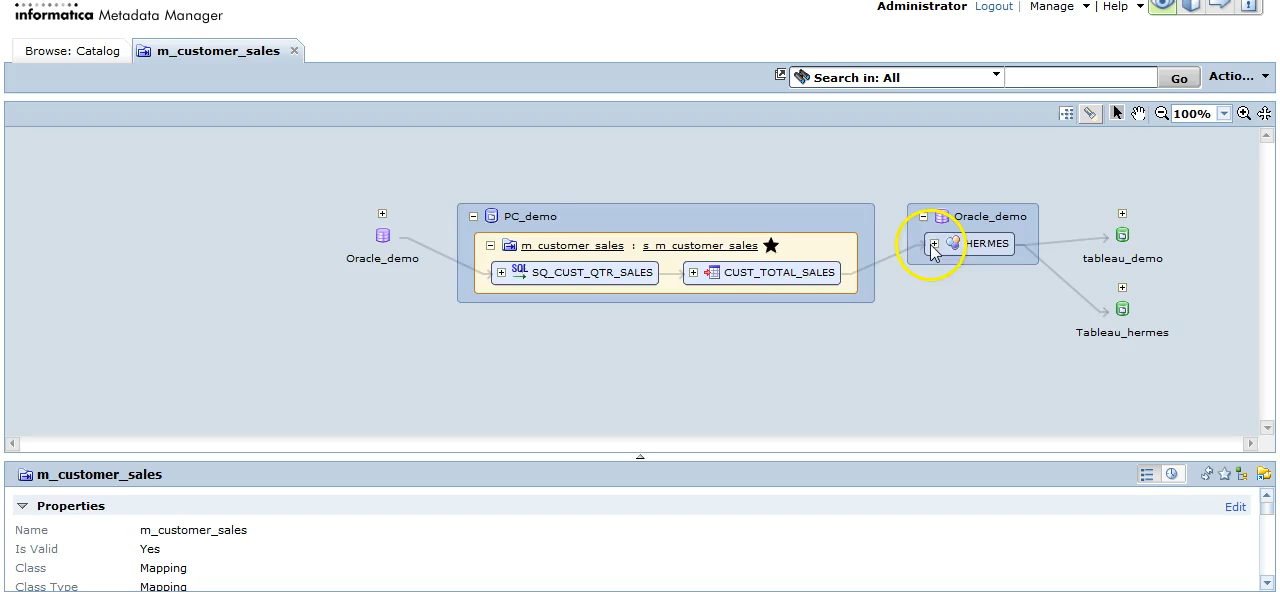 Administrator Logout | Manage | Help
informatica Metadata Manager
Browse: Catalog m_customer_sales
Search in: All Go Actio...
100%
Oracle_demo
PC_demo
m_customer_sales : s_m_customer_sales
SQL SQ_CUST_QTR_SALES CUST_TOTAL_SALES
Oracle_demo
HERMES
tableau_demo
Tableau_hermes
m_customer_sales
Properties Edit
Name m_customer_sales
Is Valid Yes
Class Mapping
Class Type Mapping